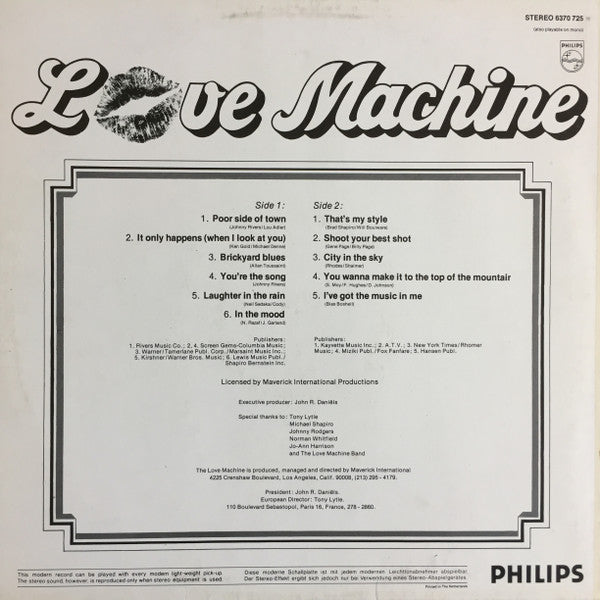 STEREO 6370 725
(also playable on mono)
PHILIPS
Love Machine
Side 1:
1. Poor side of town
(Johnny Rivers / Lou Adler)
2. It only happens (when I look at you)
(Ken Gold / Michael Denne)
3. Brickyard blues
(Allen Toussaint)
4. You're the song
(Johnny Rivers)
5. Laughter in the rain
(Neil Sedaka / Cody)
6. In the mood
(N. Razaf / J. Garland)
Publishers:
1. Rivers Music Co.; 2. 4. Screen Gems-Columbia Music;
3. Warner/Tamerlane Publ. Corp./Marsaint Music Inc.;
5. Kirshner/Warner Bros. Music; 6. Lewis Music Publ./
Shapiro Bernstein Inc.
Side 2:
1. That's my style
(Brad Shapiro / Will Boulware)
2. Shoot your best shot
(Gene Page / Billy Page)
3. City in the sky
(Rhodes / Shelmer)
4. You wanna make it to the top of the mountain
(S. Moy / F. Hughes / D. Johnson)
5. I've got the music in me
(Bias Boshell)
Publishers:
1. Kayvette Music Inc.; 2. A.T.V.; 3. New York Times/Rhomer
Music; 4. Miziki Publ./Fox Fanfare; 5. Hansen Publ.
Licensed by Maverick International Productions
Executive producer: John R. Daniëls
Special thanks to: Tony Lytle
Michael Shapiro
Johnny Rodgers
Norman Whitfield
Jo-Ann Harrison
and The Love Machine Band
The Love-Machine is produced, managed and directed by Maverick International
4225 Crenshaw Boulevard, Los Angeles, Calif. 90008, (213) 295 - 4179.
President: John R. Daniëls.
European Director: Tony Lytle.
110 Boulevard Sebastopol, Paris 16, France, 278 - 2860.
This modern record can be played with every modern light-weight pick-up.
The stereo sound, however, is reproduced only when stereo equipment is used.
Diese moderne Schallplatte ist mit jedem modernen Leichttonabnehmer abspielbar.
Der Stereo-Effekt ergibt sich jedoch nur bei Verwendung eines Stereo-Abspielgerätes.
PHILIPS
Printed in The Netherlands